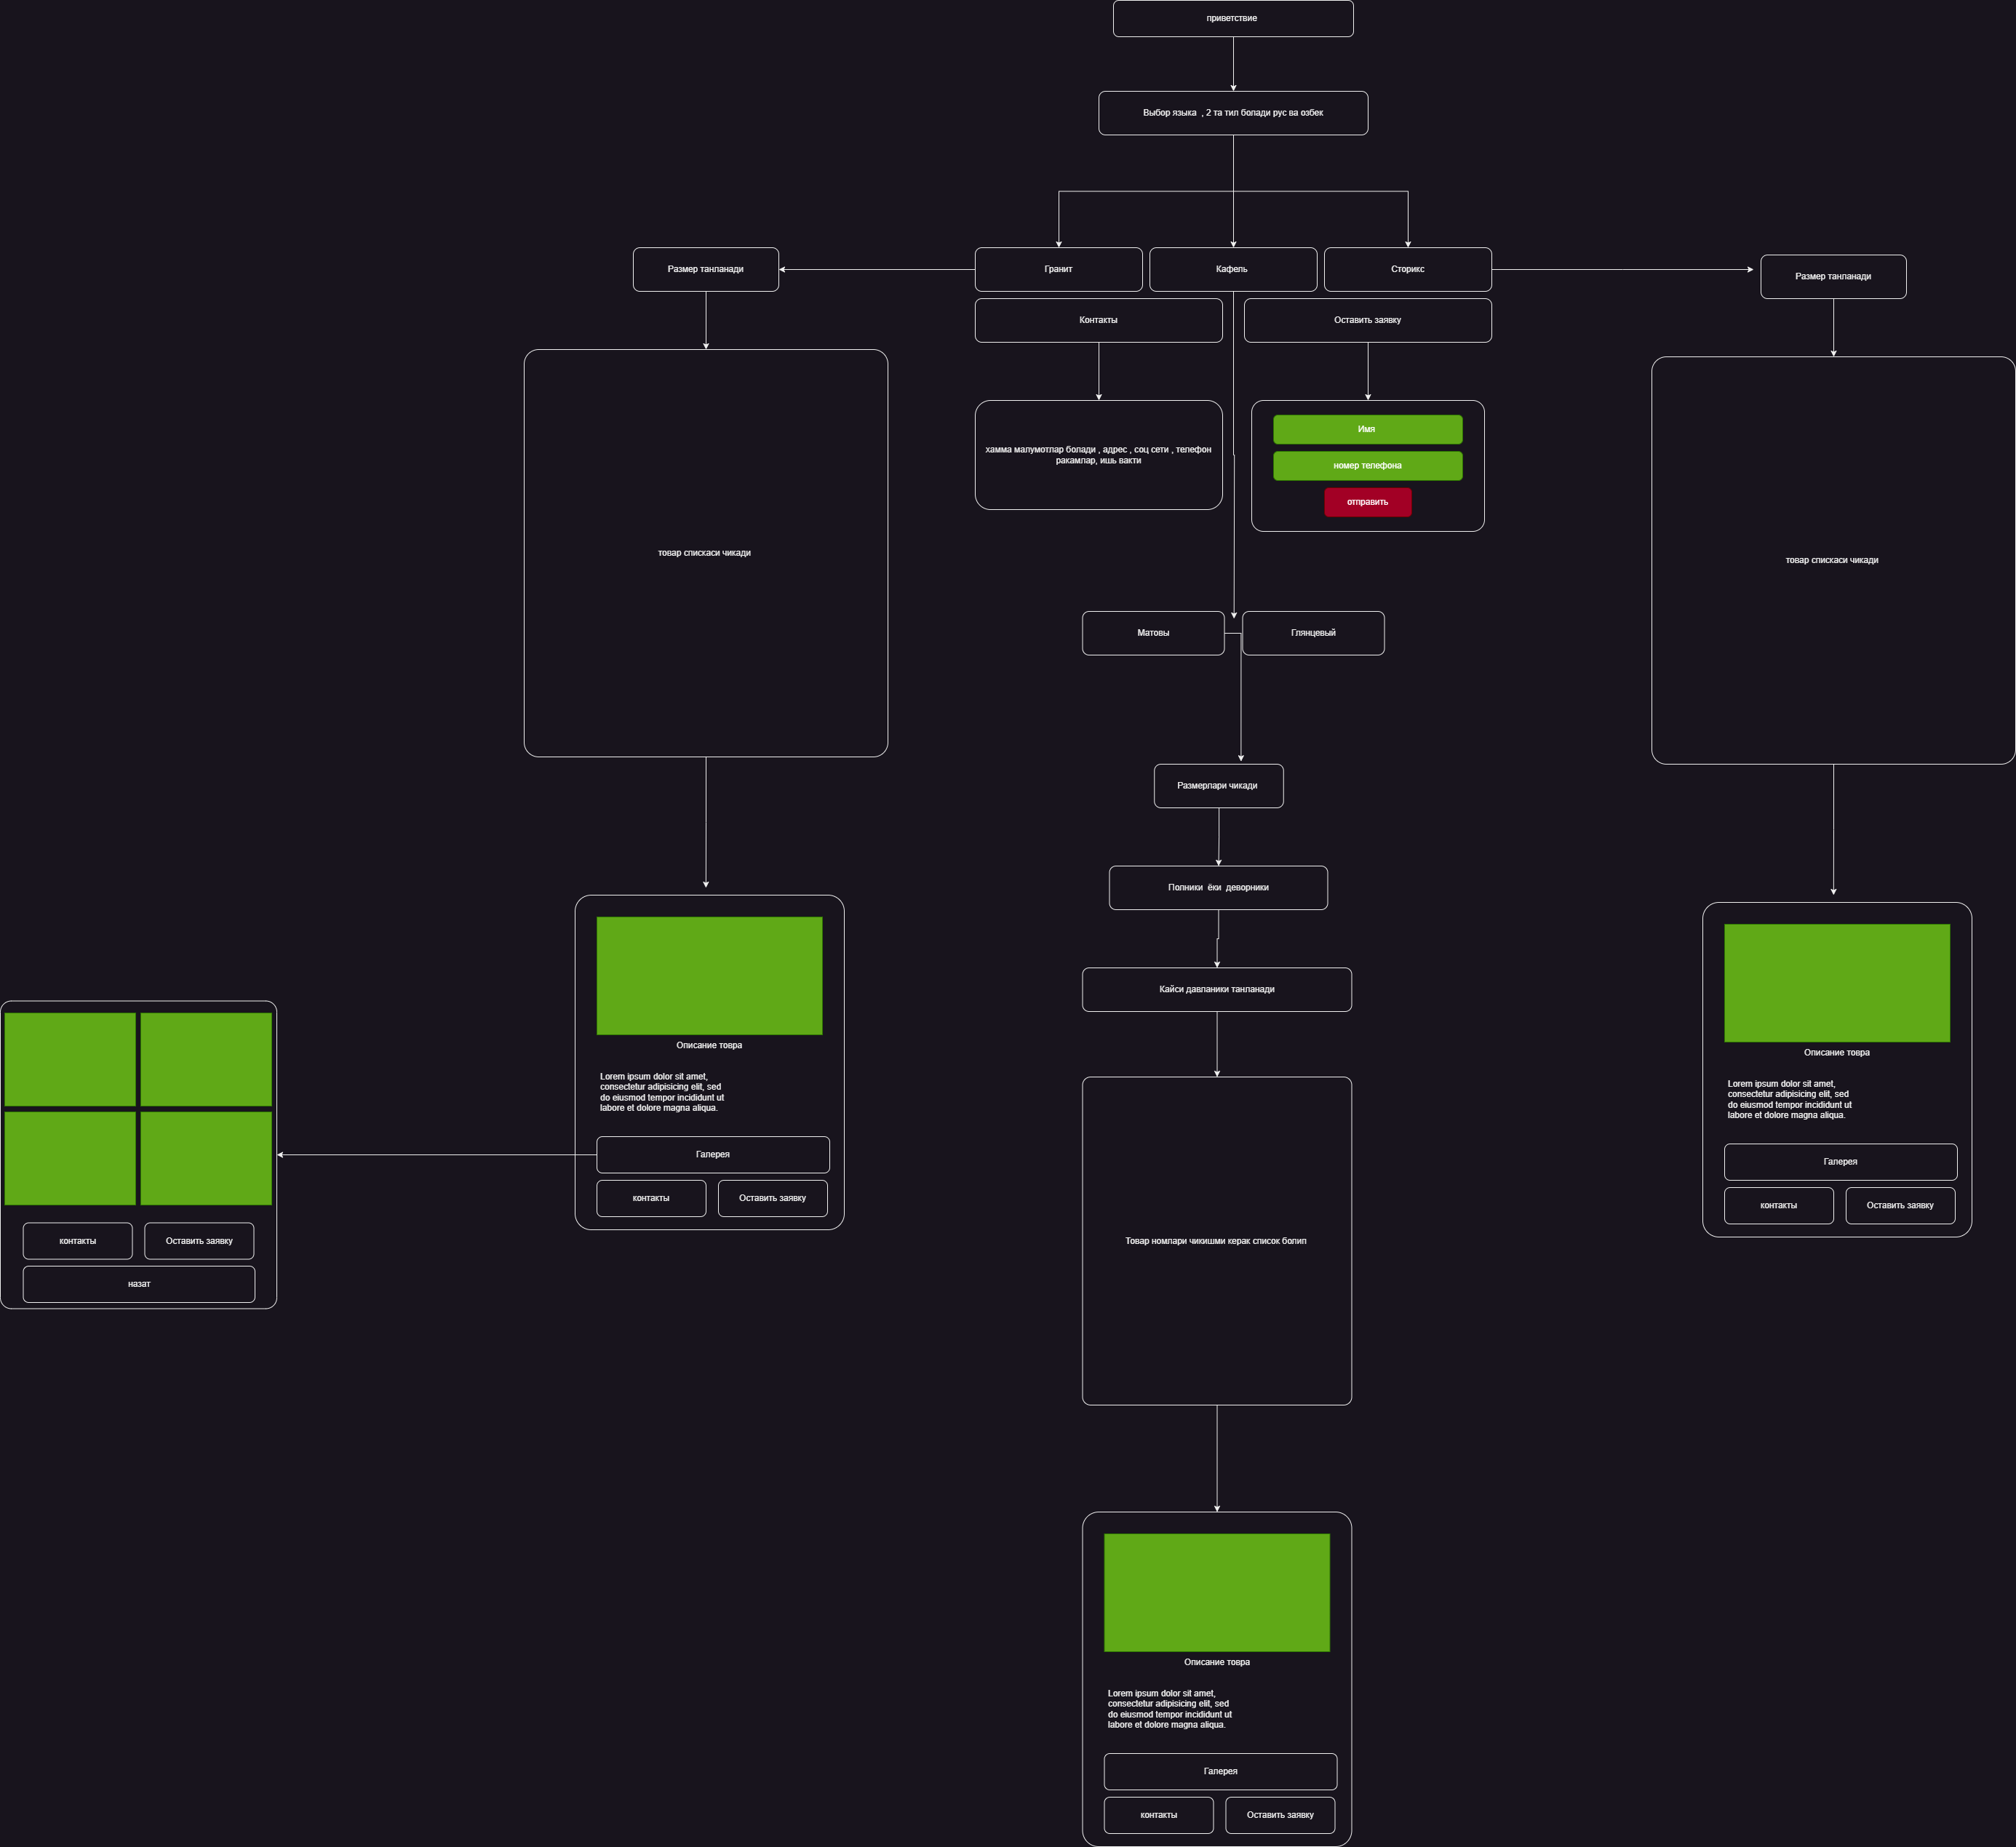 приветствие
Выбор языка , 2 та тил болади рус ва озбек
Размер танланади
Гранит
Кафель
Сторикс
Размер танланади
Контакты
Оставить заявку
хамма малумотлар болади , адрес , соц сети , телефон
ракамлар, ишь вакти
Имя
номер телефона
отправить
товар спискаси чикади
товар спискаси чикади
Матовы
Глянцевый
Размерлари чикади
Полники ёки деворники
Кайси давланики танланади
Описание товра
Lorem ipsum dolor sit amet,
consectetur adipisicing elit, sed
do eiusmod tempor incididunt ut
labore et dolore magna aliqua.
Галерея
контакты
Оставить заявку
Описание товра
Lorem ipsum dolor sit amet,
consectetur adipisicing elit, sed
do eiusmod tempor incididunt ut
labore et dolore magna aliqua.
Галерея
контакты
Оставить заявку
контакты
Оставить заявку
назат
Товар номлари чикишми керак список болип
Описание товра
Lorem ipsum dolor sit amet,
consectetur adipisicing elit, sed
do eiusmod tempor incididunt ut
labore et dolore magna aliqua.
Галерея
контакты
Оставить заявку